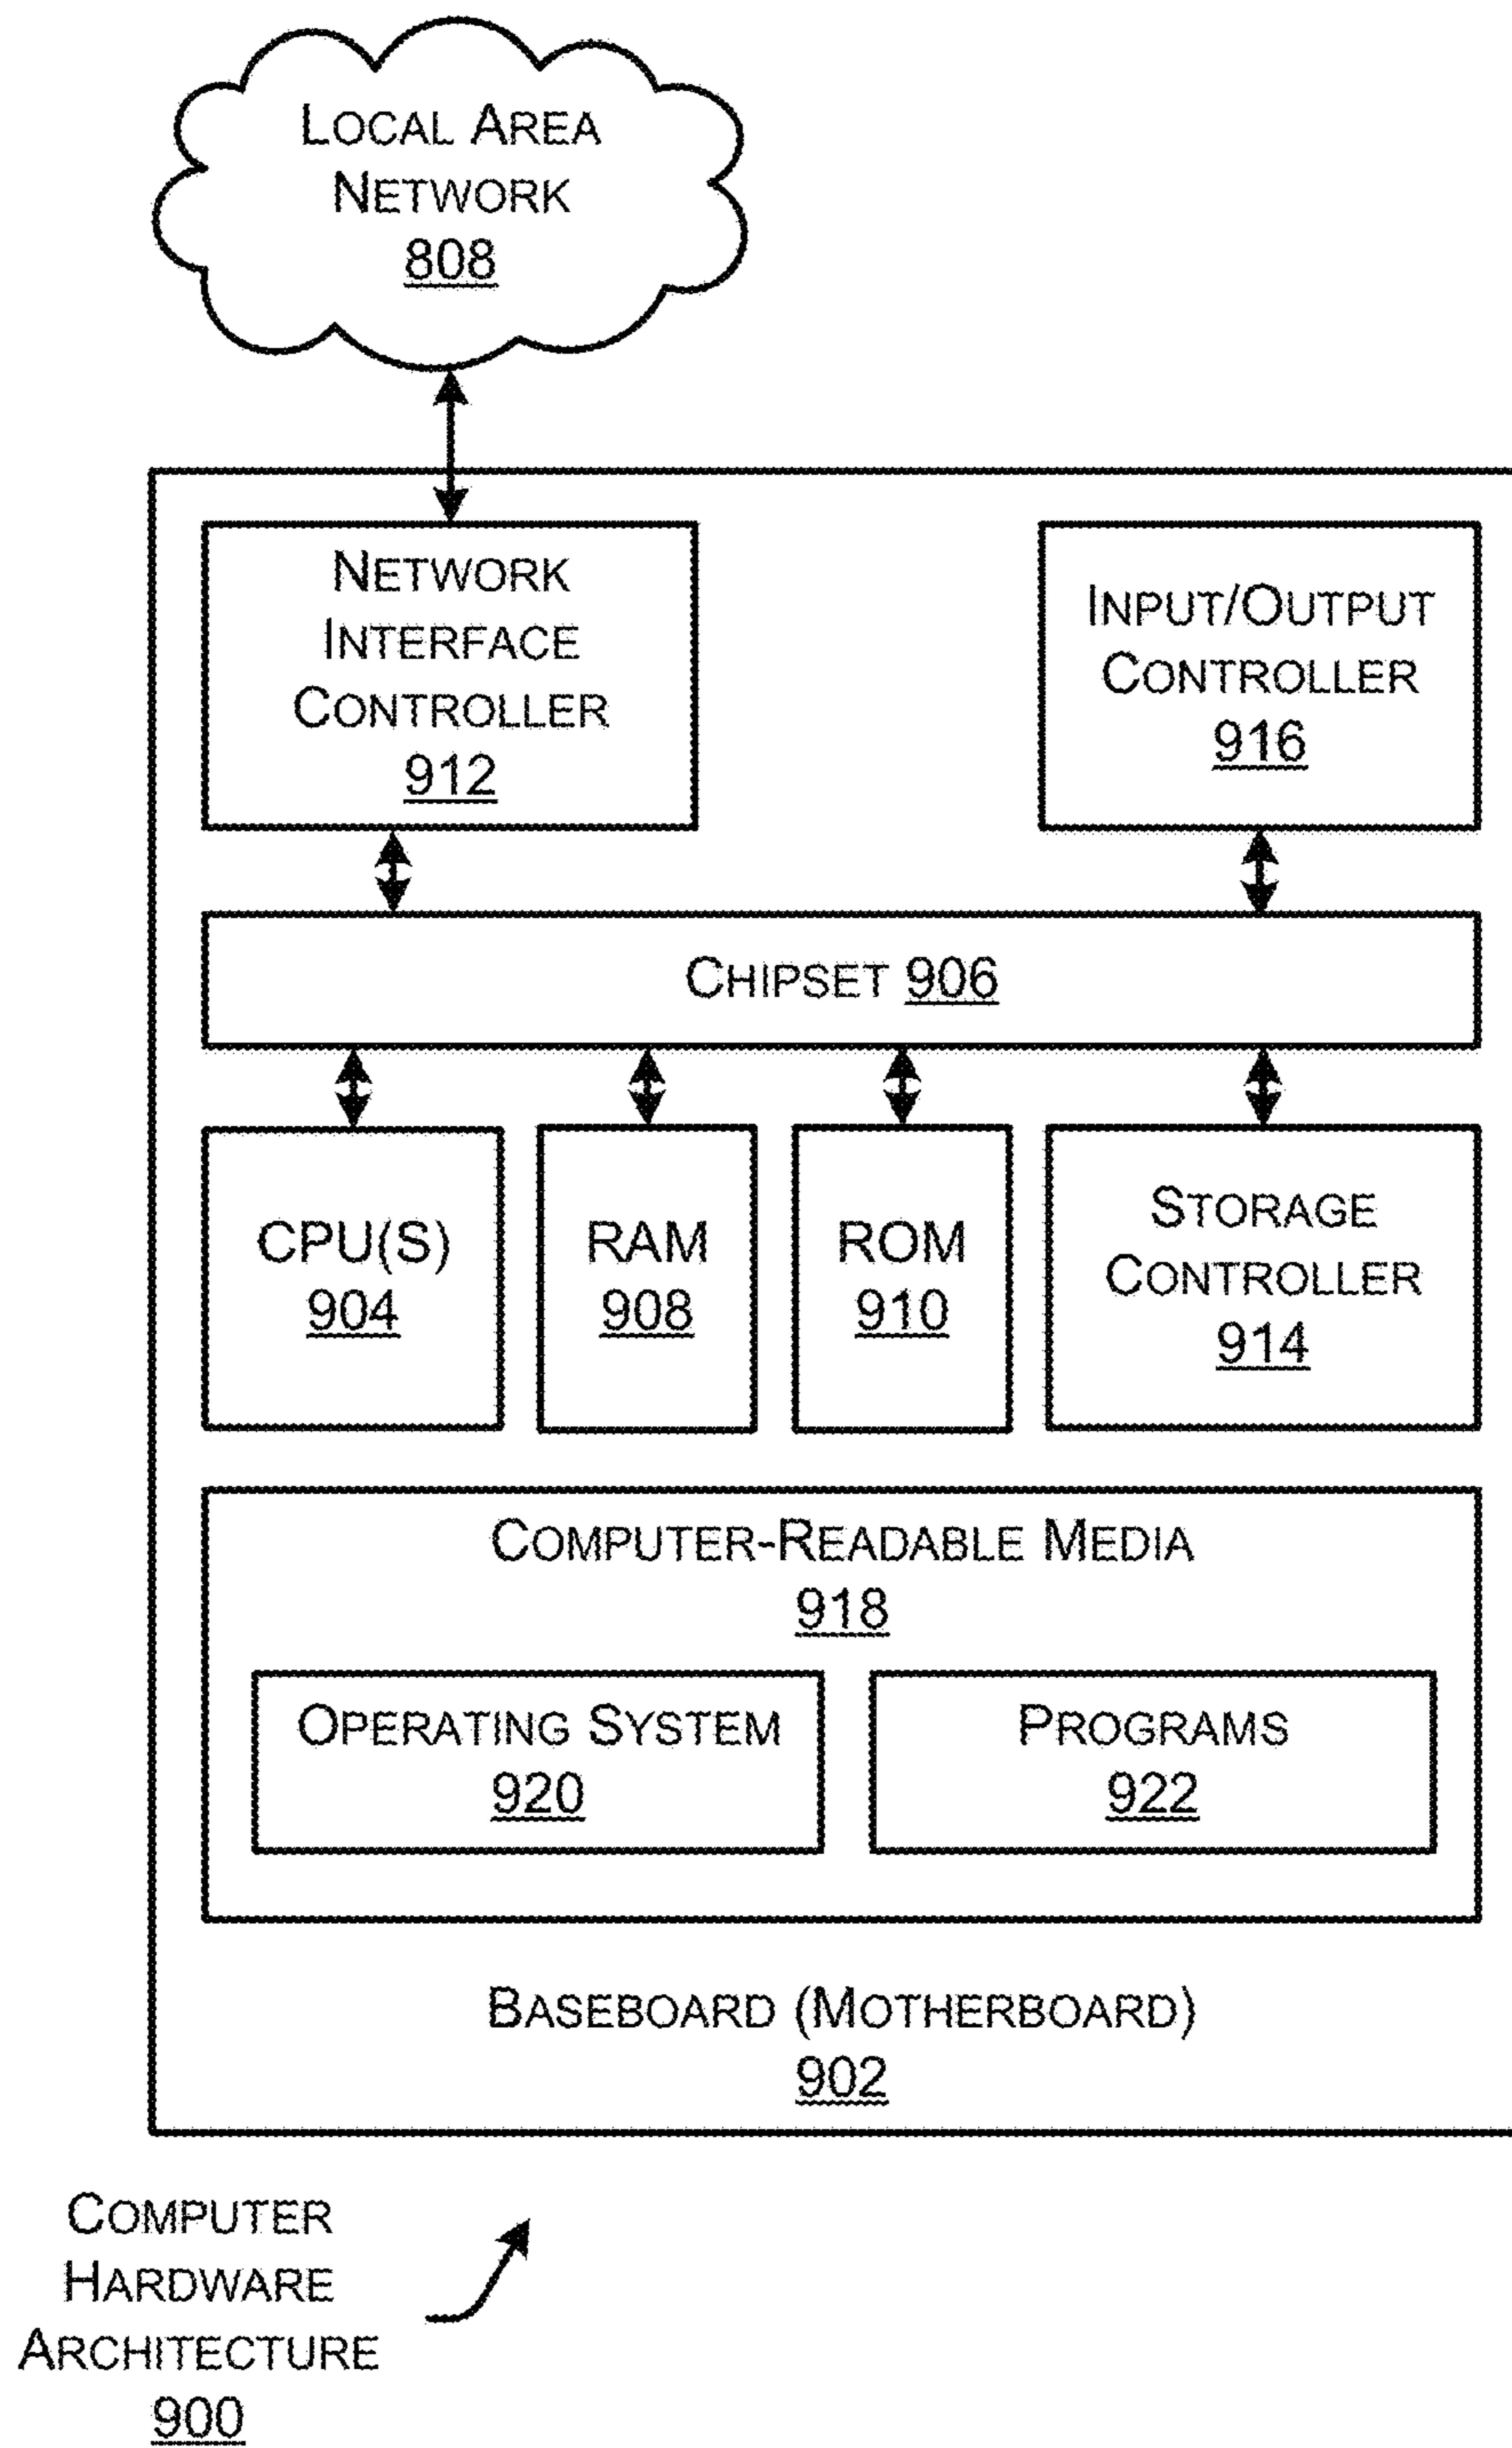 LOCAL AREA
NETWORK
808
NETWORK
INTERFACE
CONTROLLER
912
INPUT/OUTPUT
CONTROLLER
916
CHIPSET 906
CPU(S)
904
RAM
908
ROM
910
STORAGE
CONTROLLER
914
COMPUTER-READABLE MEDIA
918
OPERATING SYSTEM
920
PROGRAMS
922
BASEBOARD (MOTHERBOARD)
902
COMPUTER
HARDWARE
ARCHITECTURE
900